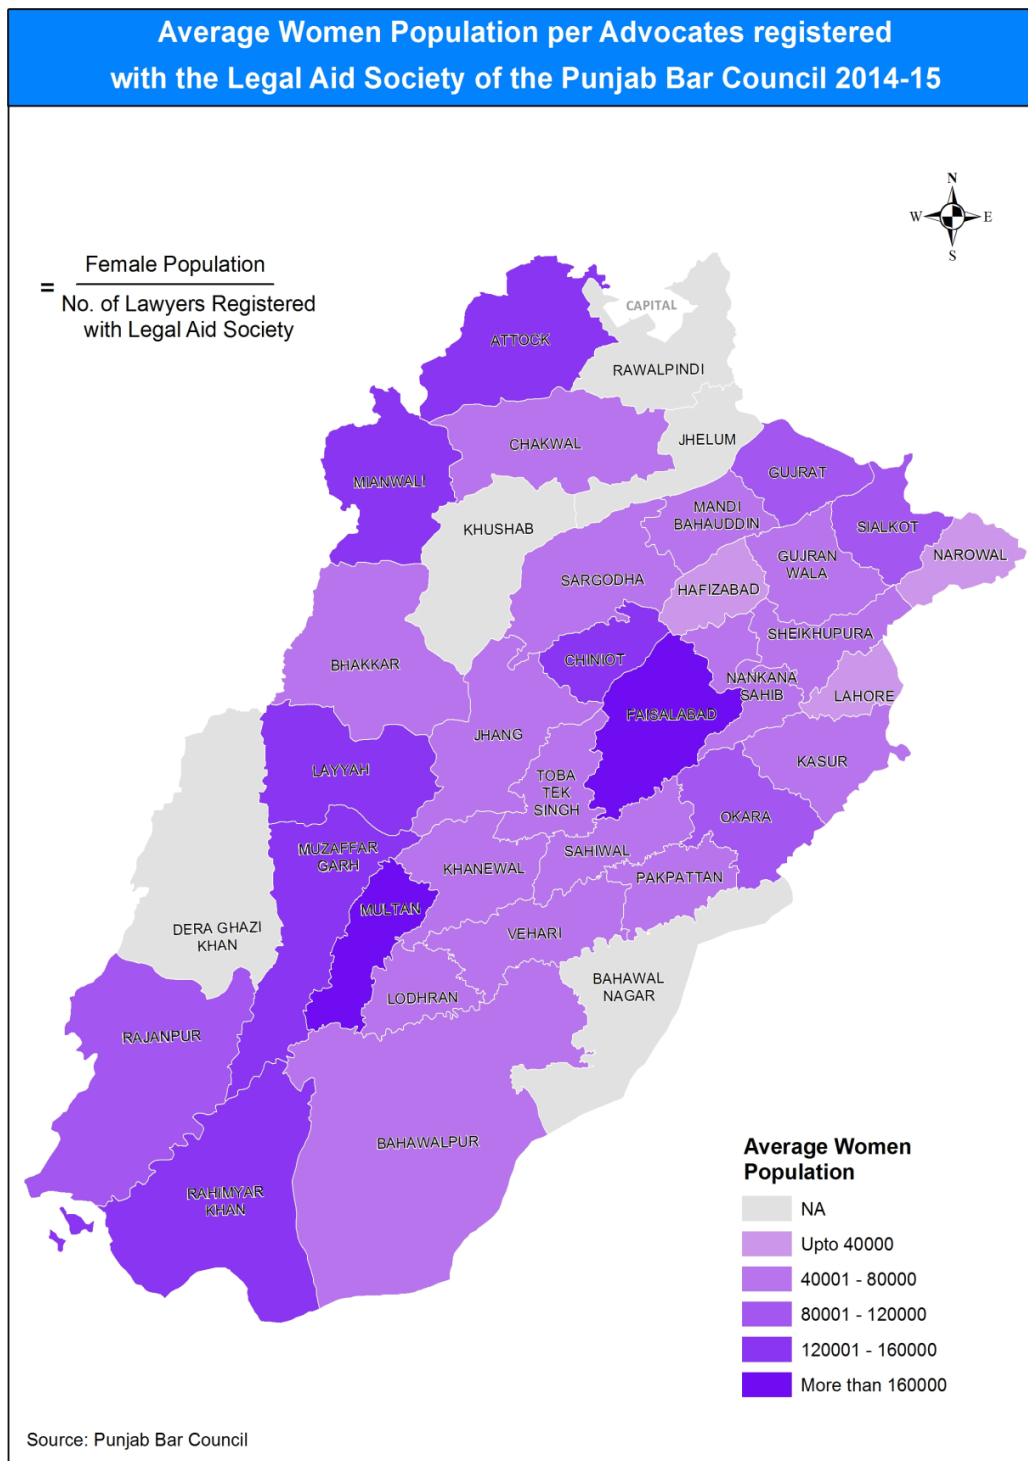 Average Women Population per Advocates registered
with the Legal Aid Society of the Punjab Bar Council 2014-15
N
W
E
S
=
Female Population
No. of Lawyers Registered
with Legal Aid Society
CAPITAL
ATTOCK
RAWALPINDI
CHAKWAL
JHELUM
MIANWALI
GUJRAT
KHUSHAB
MANDI
BAHAUDDIN
SIALKOT
NAROWAL
GUJRAN
WALA
SARGODHA
HAFIZABAD
SHEIKHUPURA
CHINIOT
BHAKKAR
NANKANA
SAHIB
LAHORE
FAISALABAD
JHANG
KASUR
LAYYAH
TOBA
TEK
SINGH
OKARA
MUZAFFAR
GARH
SAHIWAL
KHANEWAL
PAKPATTAN
MULTAN
DERA GHAZI
KHAN
VEHARI
BAHAWAL
NAGAR
LODHRAN
RAJANPUR
BAHAWALPUR
RAHIMYAR
KHAN
Average Women
Population
NA
Upto 40000
40001 - 80000
80001 - 120000
120001 - 160000
More than 160000
Source: Punjab Bar Council